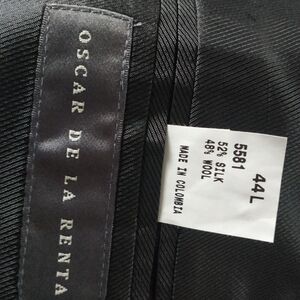 OSCAR DE LA RENTA
5581 44L
52% SILK
48% WOOL
MADE IN COLOMBIA